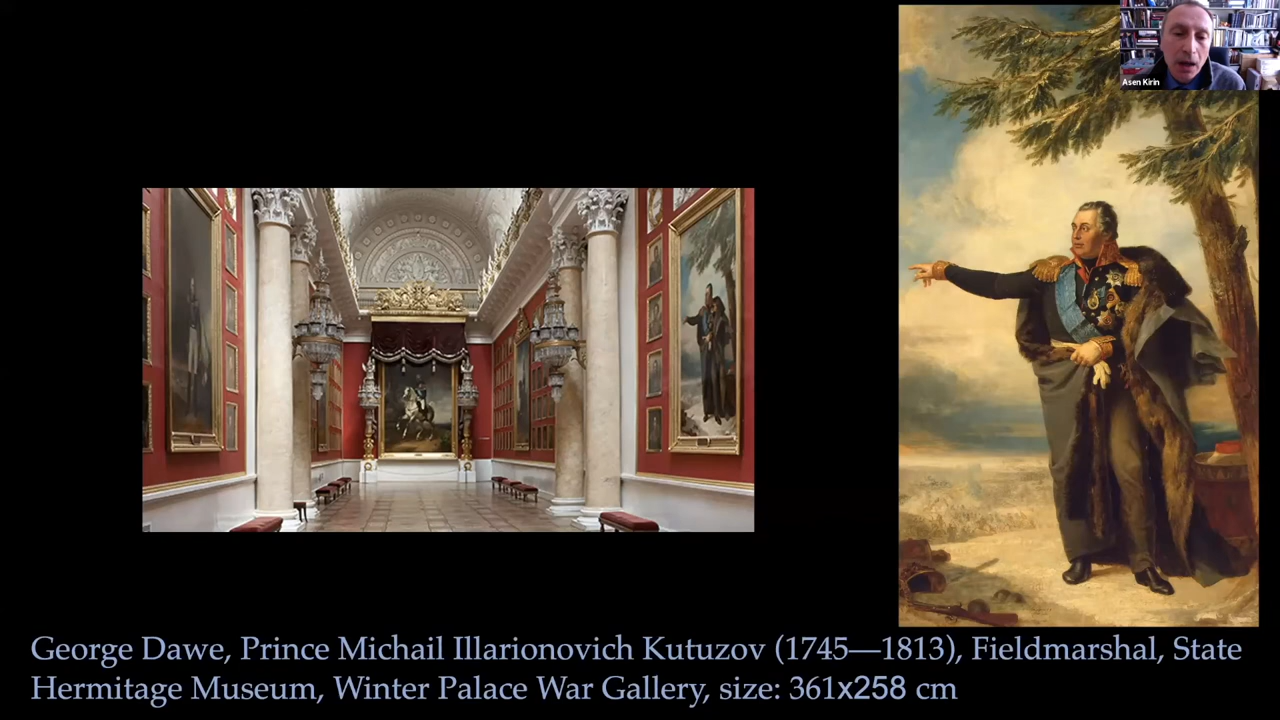 Asen Kirin
George Dawe, Prince Michail Illarionovich Kutuzov (1745—1813), Fieldmarshal, State
Hermitage Museum, Winter Palace War Gallery, size: 361x258 cm